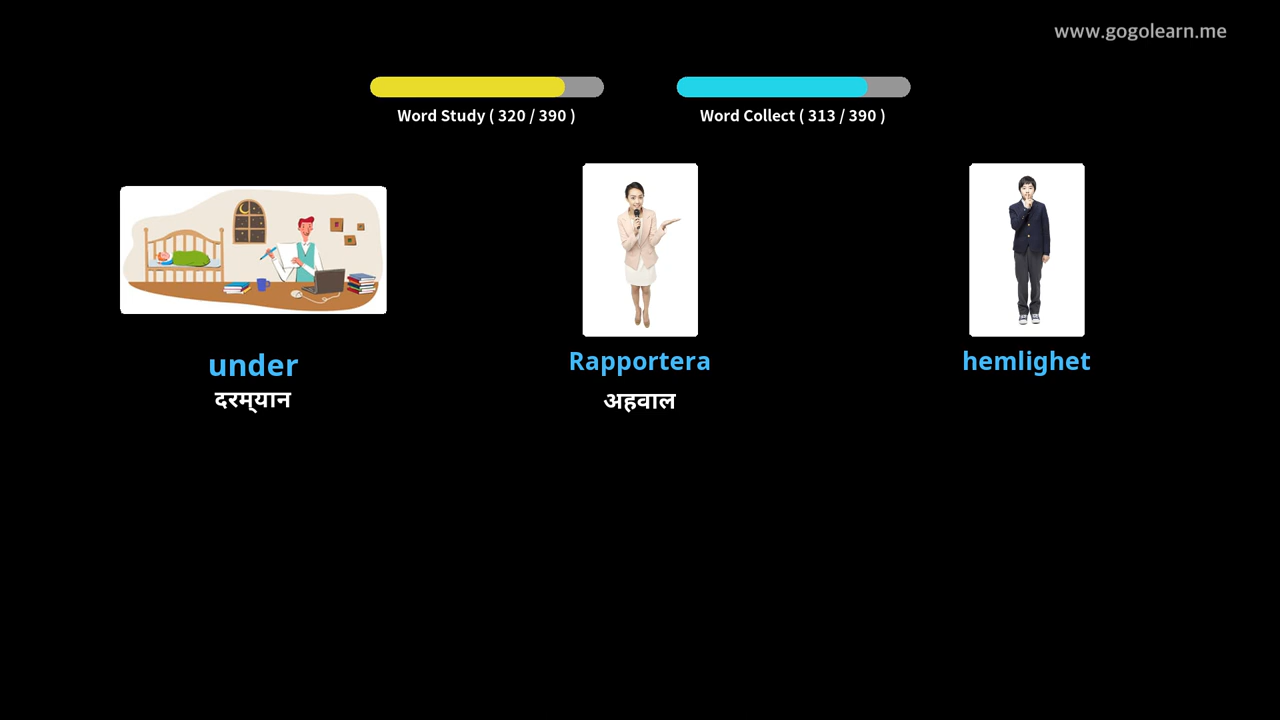 www.gogolearn.me
Word Study ( 320 / 390 )
Word Collect ( 313 / 390 )
under
Rapportera
hemlighet
दरम्यान
अहवाल